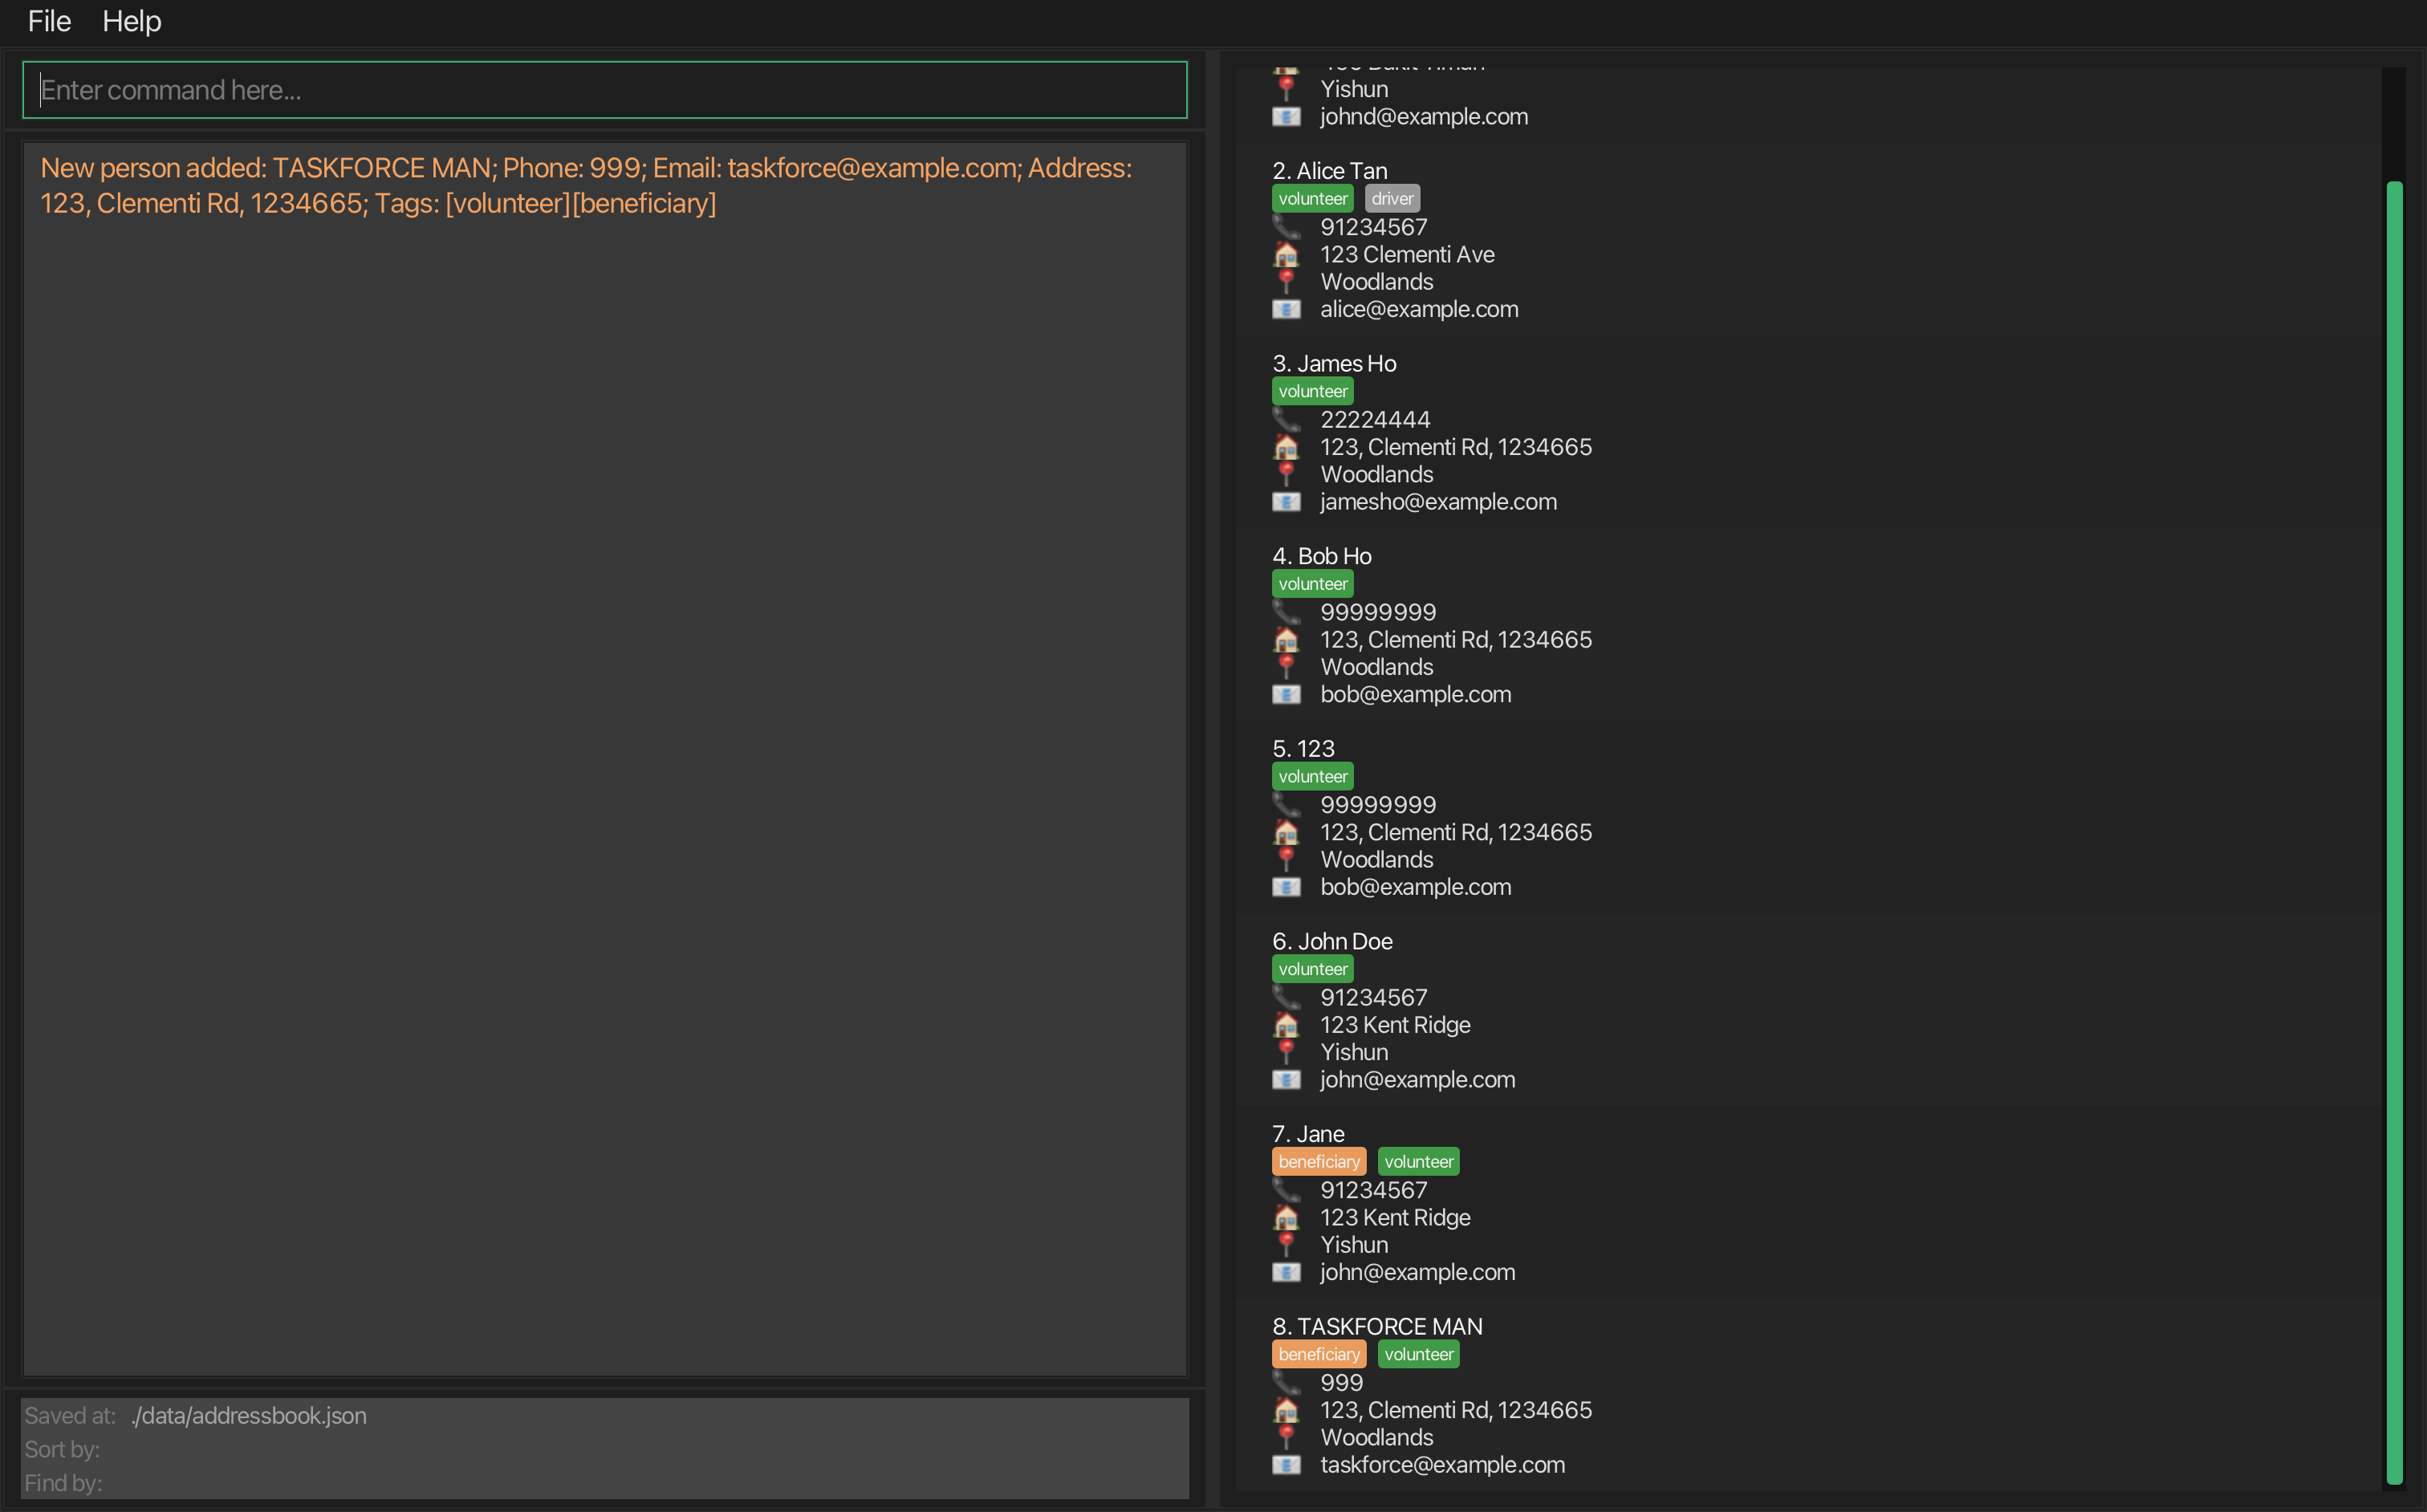 File Help
Enter command here...
New person added: TASKFORCE MAN; Phone: 999; Email: taskforce@example.com; Address:
123, Clementi Rd, 1234665; Tags: [volunteer][beneficiary]
Saved at: ./data/addressbook.json
Sort by:
Find by:
Yishun
johnd@example.com
2. Alice Tan
volunteer driver
91234567
123 Clementi Ave
Woodlands
alice@example.com
3. James Ho
volunteer
22224444
123, Clementi Rd, 1234665
Woodlands
jamesho@example.com
4. Bob Ho
volunteer
99999999
123, Clementi Rd, 1234665
Woodlands
bob@example.com
5. 123
volunteer
99999999
123, Clementi Rd, 1234665
Woodlands
bob@example.com
6. John Doe
volunteer
91234567
123 Kent Ridge
Yishun
john@example.com
7. Jane
beneficiary volunteer
91234567
123 Kent Ridge
Yishun
john@example.com
8. TASKFORCE MAN
beneficiary volunteer
999
123, Clementi Rd, 1234665
Woodlands
taskforce@example.com